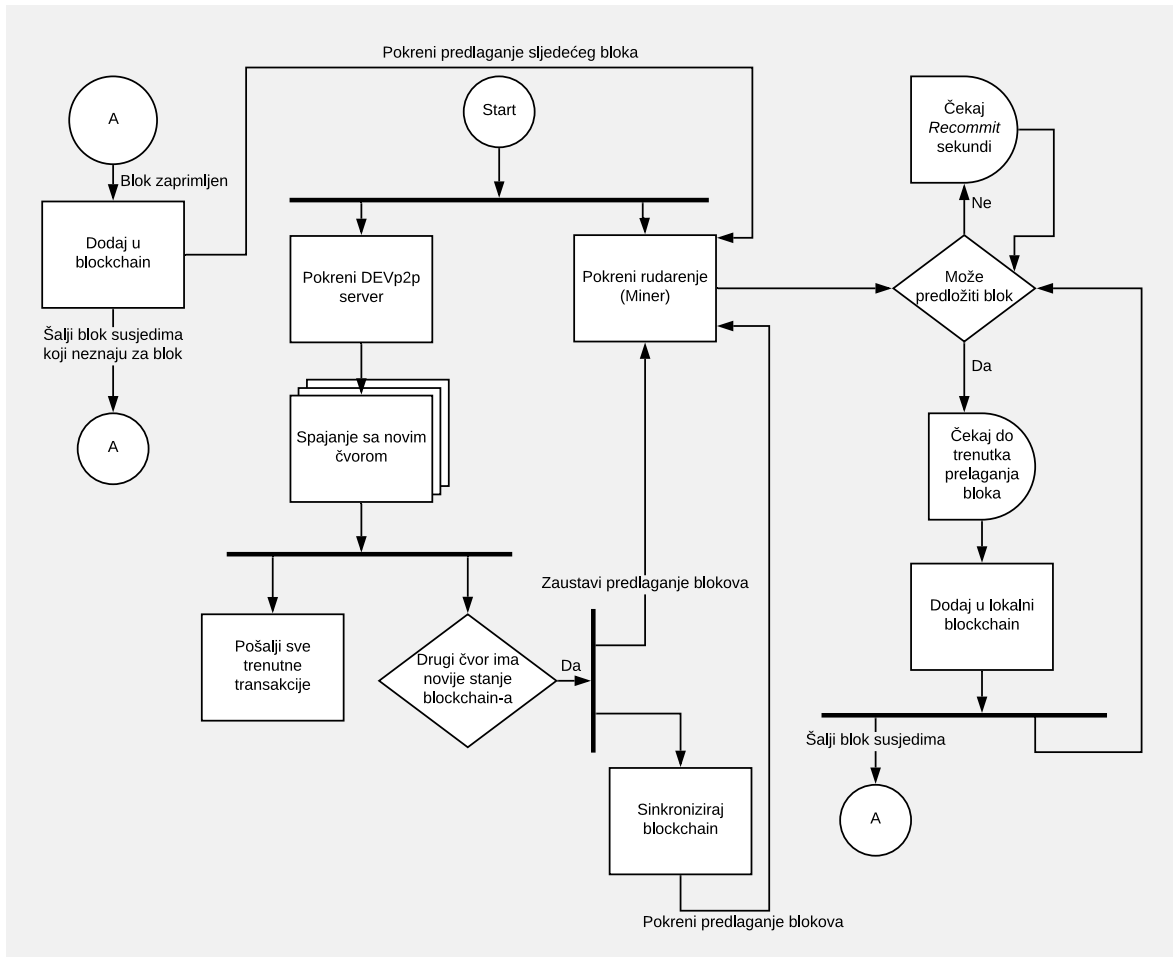 Pokreni predlaganje sljedećeg bloka
A
Start
Čekaj
Recommit
sekundi
Blok zaprimljen
Ne
Dodaj u
blockchain
Pokreni DEVp2p
server
Pokreni rudarenje
(Miner)
Može
predložiti blok
Šalji blok susjedima
koji neznaju za blok
Da
A
Spajanje sa novim
čvorom
Čekaj do
trenutka
prelaganja
bloka
Zaustavi predlaganje blokova
Dodaj u lokalni
blockchain
Pošalji sve
trenutne
transakcije
Drugi čvor ima
novije stanje
blockchain-a
Da
Šalji blok susjedima
Sinkroniziraj
blockchain
A
Pokreni predlaganje blokova